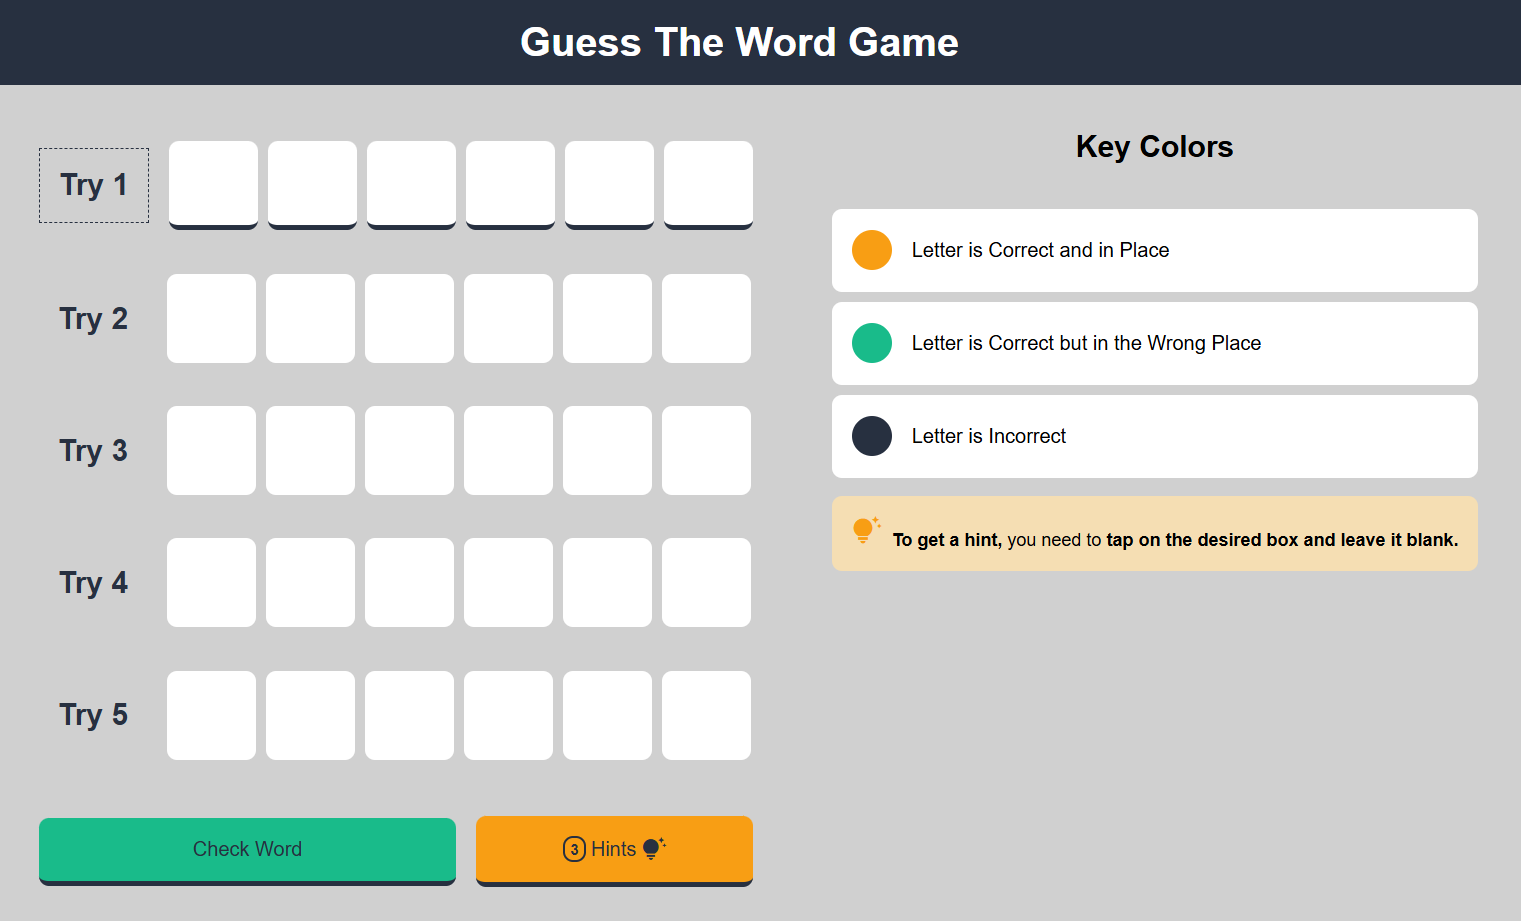 Guess The Word Game
Try 1
Try 2
Try 3
Try 4
Try 5
Check Word
3 Hints
Key Colors
Letter is Correct and in Place
Letter is Correct but in the Wrong Place
Letter is Incorrect
To get a hint, you need to tap on the desired box and leave it blank.